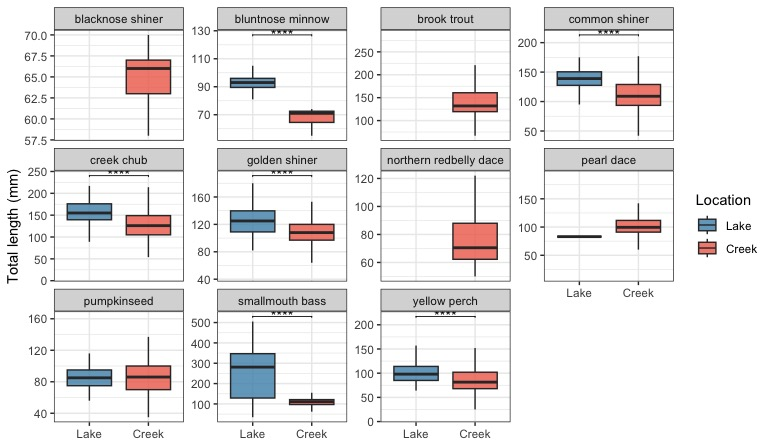 blacknose shiner bluntnose minnow brook trout common shiner
70.0 67.5 65.0 62.5 60.0 57.5
130 70
****
250 200 150 100
200 150 100 50
****
creek chub golden shiner northern redbelly dace pearl dace
250 200 150 100 50 0
****
160 120 80 40
****
120 100 80 60
150 100 50
Lake Creek
pumpkinseed smallmouth bass yellow perch
160 120 80 40
500 400 300 200 100
****
200 150 100 50 0
****
Lake Creek Lake Creek Lake Creek
Total length (mm)
Location
Lake
Creek